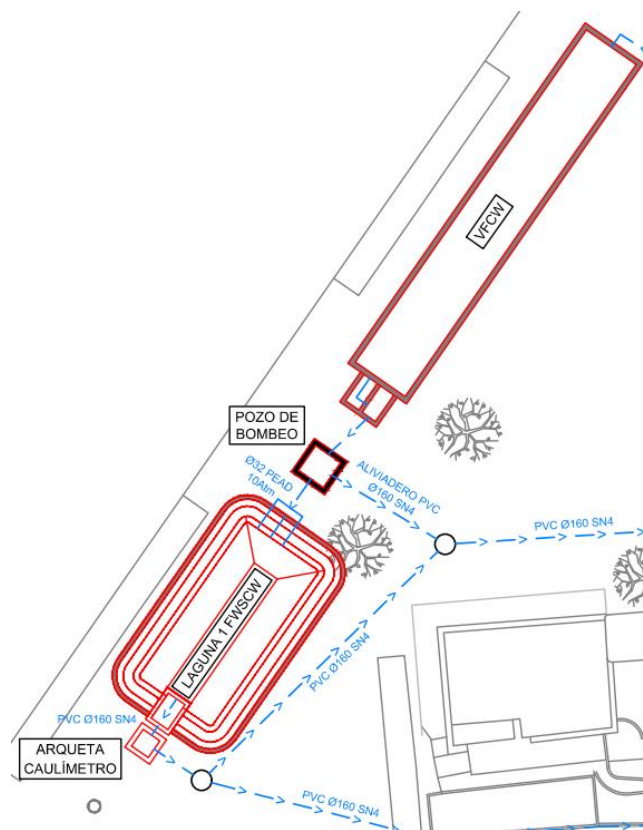 VFCW
POZO DE
BOMBEO
Ø32 PEAD
10Atm
ALIVIADERO PVC
Ø160 SN4
PVC Ø160 SN4
LAGUNA 1 FWSCW
PVC Ø160 SN4
PVC Ø160 SN4
ARQUETA
CAULÍMETRO
PVC Ø160 SN4